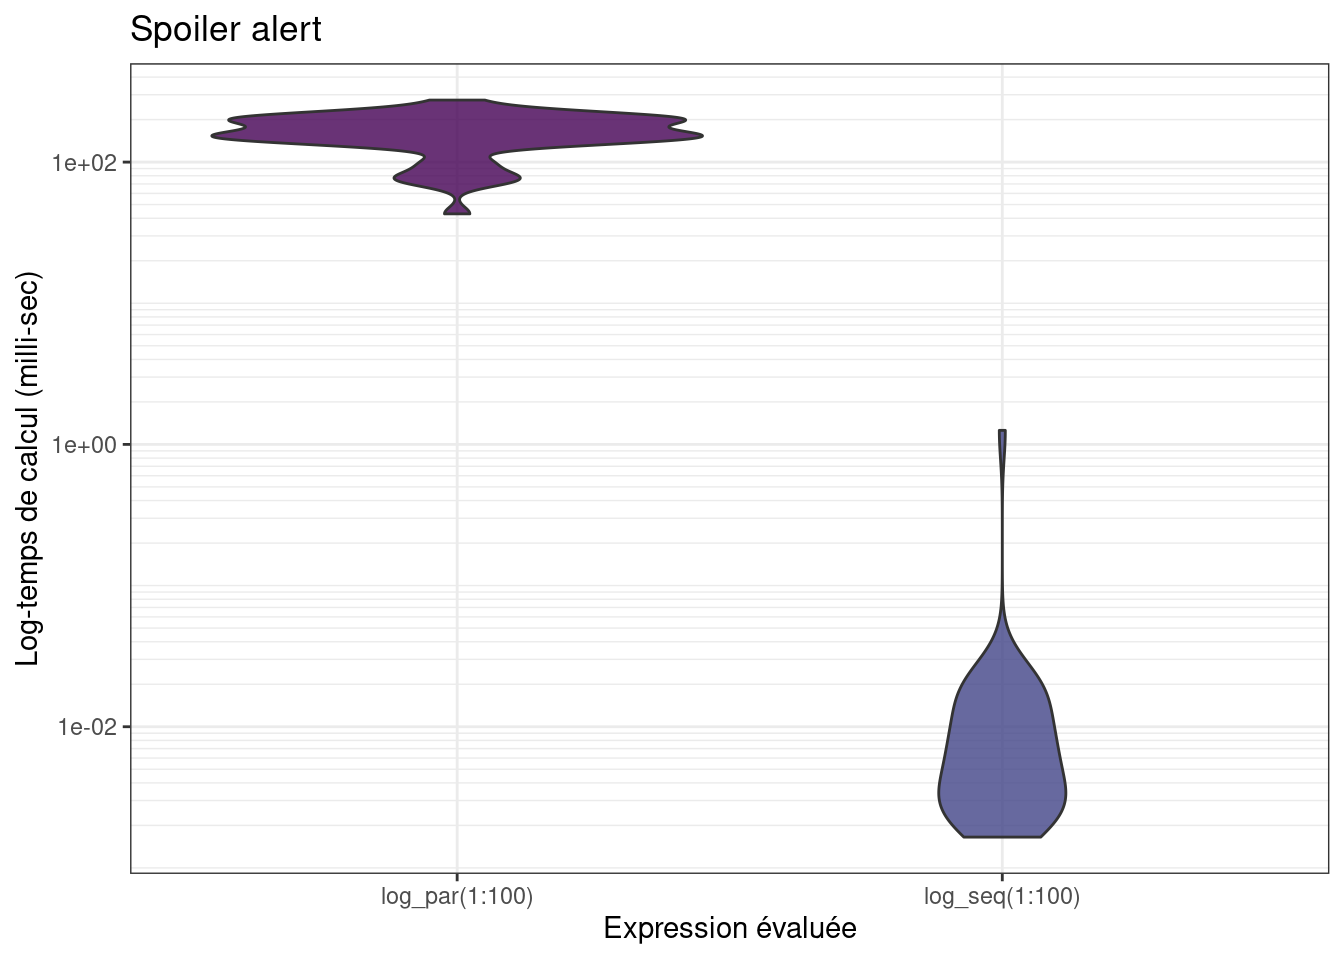 Spoiler alert
Log-temps de calcul (milli-sec)
1e+02
1e+00
1e-02
log_par(1:100)
log_seq(1:100)
Expression évaluée